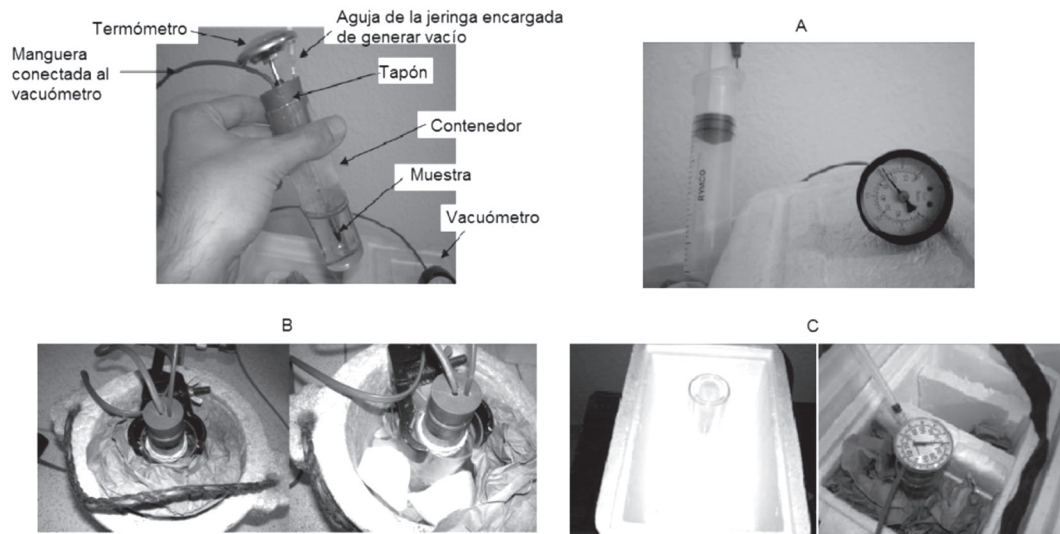 Termómetro
Aguja de la jeringa encargada
de generar vacío
Manguera
conectada al
vacuómetro
Tapón
Contenedor
Muestra
Vacuómetro
A
RYMCO
B
C